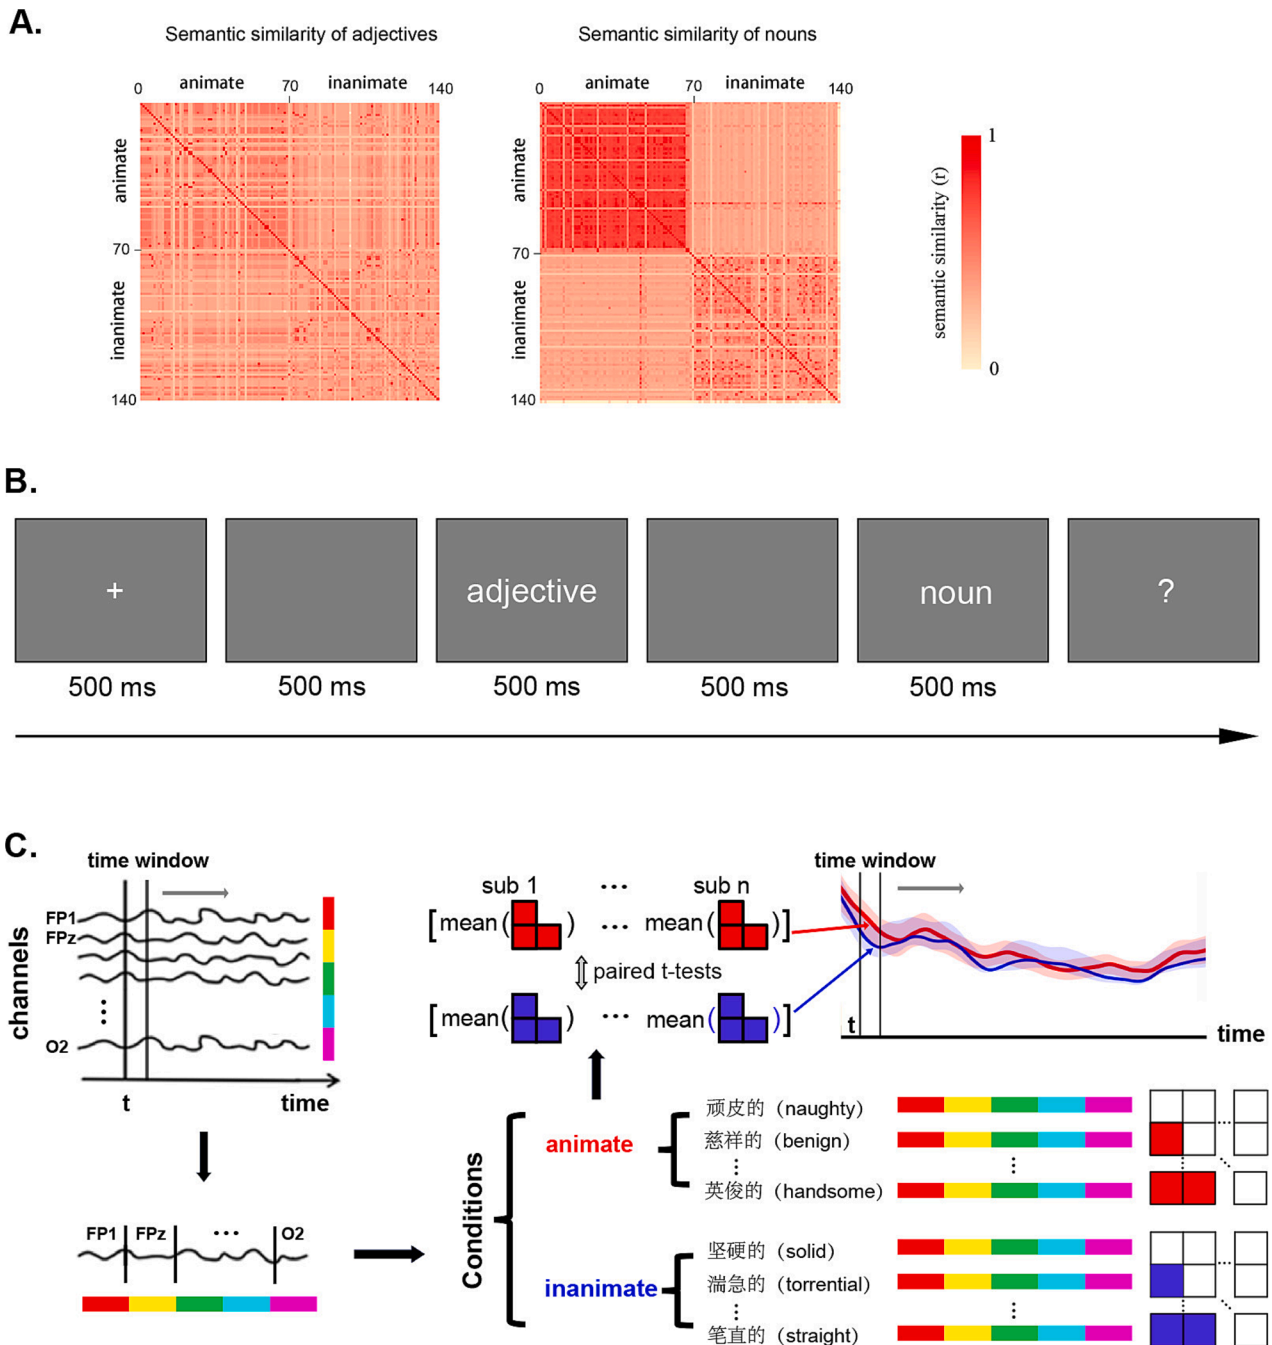 A.
Semantic similarity of adjectives
Semantic similarity of nouns
0 animate 70 inanimate 140
0 animate 70 inanimate 140
animate
70
inanimate
140
animate
70
inanimate
140
semantic similarity (r)
1
0
B.
+
adjective
noun
?
500 ms 500 ms 500 ms 500 ms 500 ms
C.
time window
channels
FP1
FPz
⋮
O2
t time
FP1 FPz ... O2
sub 1 ... sub n
[mean( ) ... mean( )]
paired t-tests
[mean( ) ... mean( )]
time window
t
time
Conditions
animate
顽皮的 (naughty)
慈祥的 (benign)
⋮
英俊的 (handsome)
inanimate
坚硬的 (solid)
湍急的 (torrential)
⋮
笔直的 (straight)